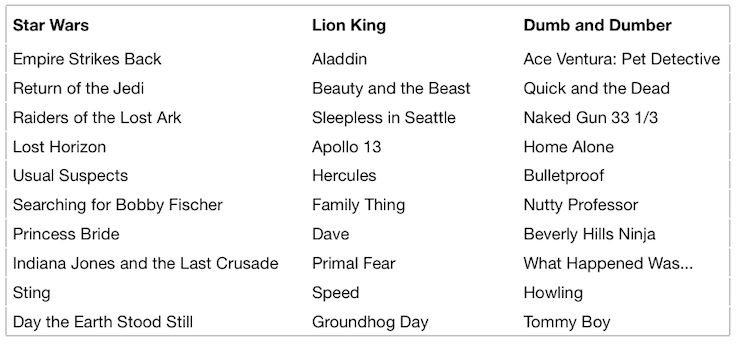 Star Wars Lion King Dumb and Dumber
Empire Strikes Back Aladdin Ace Ventura: Pet Detective
Return of the Jedi Beauty and the Beast Quick and the Dead
Raiders of the Lost Ark Sleepless in Seattle Naked Gun 33 1/3
Lost Horizon Apollo 13 Home Alone
Usual Suspects Hercules Bulletproof
Searching for Bobby Fischer Family Thing Nutty Professor
Princess Bride Dave Beverly Hills Ninja
Indiana Jones and the Last Crusade Primal Fear What Happened Was...
Sting Speed Howling
Day the Earth Stood Still Groundhog Day Tommy Boy